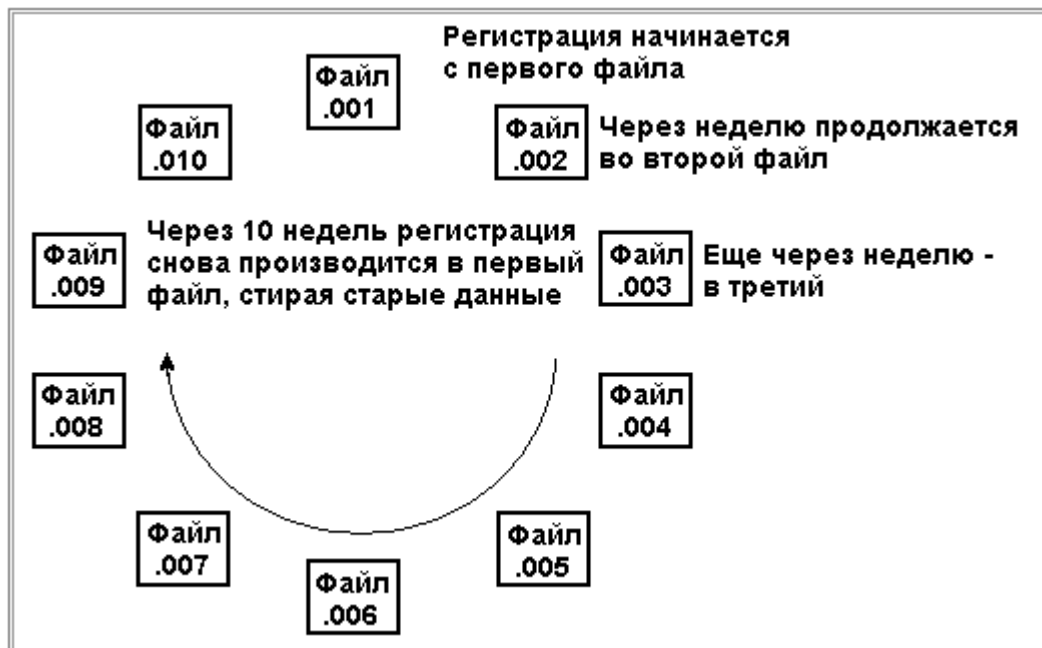 Регистрация начинается
с первого файла
Файл
.001
Файл
.002
Через неделю продолжается
во второй файл
Файл
.003
Еще через неделю -
в третий
Файл
.004
Файл
.005
Файл
.006
Файл
.007
Файл
.008
Файл
.009
Файл
.010
Через 10 недель регистрация
снова производится в первый
файл, стирая старые данные